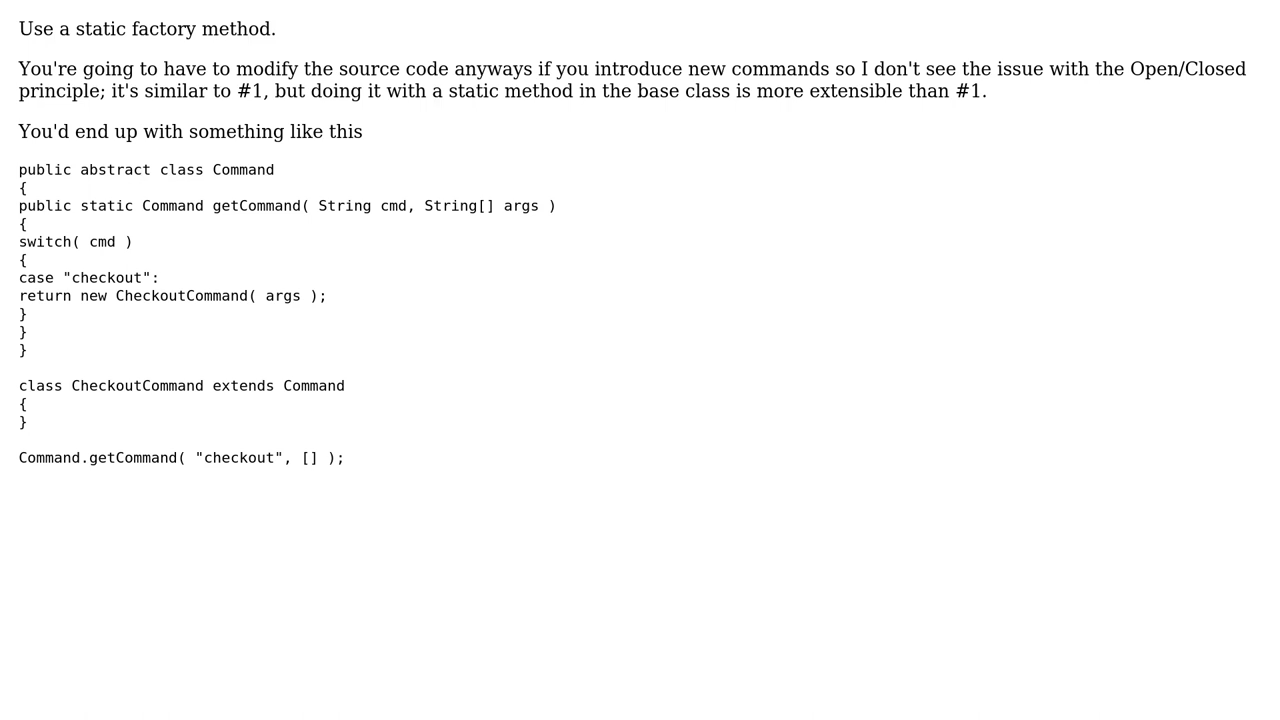 Use a static factory method.
You're going to have to modify the source code anyways if you introduce new commands so I don't see the issue with the Open/Closed
principle; it's similar to #1, but doing it with a static method in the base class is more extensible than #1.
You'd end up with something like this
public abstract class Command
{
public static Command getCommand( String cmd, String[] args )
{
switch( cmd )
{
case "checkout":
return new CheckoutCommand( args );
}
}
}
class CheckoutCommand extends Command
{
}
Command.getCommand( "checkout", [] );